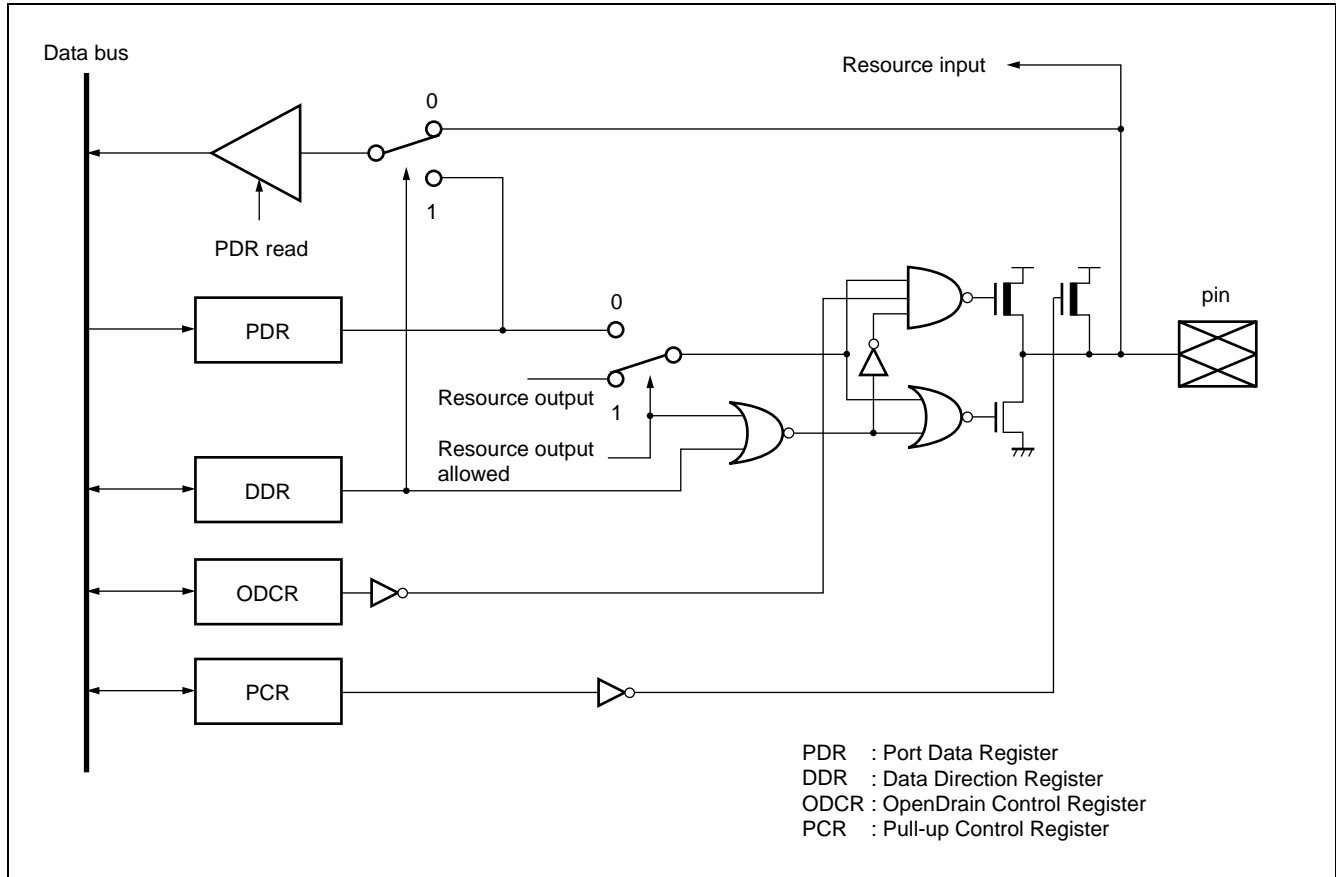 Data bus
Resource input
0
1
PDR read
pin
PDR
0
Resource output
1
Resource output
allowed
DDR
ODCR
PCR
PDR : Port Data Register
DDR : Data Direction Register
ODCR : OpenDrain Control Register
PCR : Pull-up Control Register